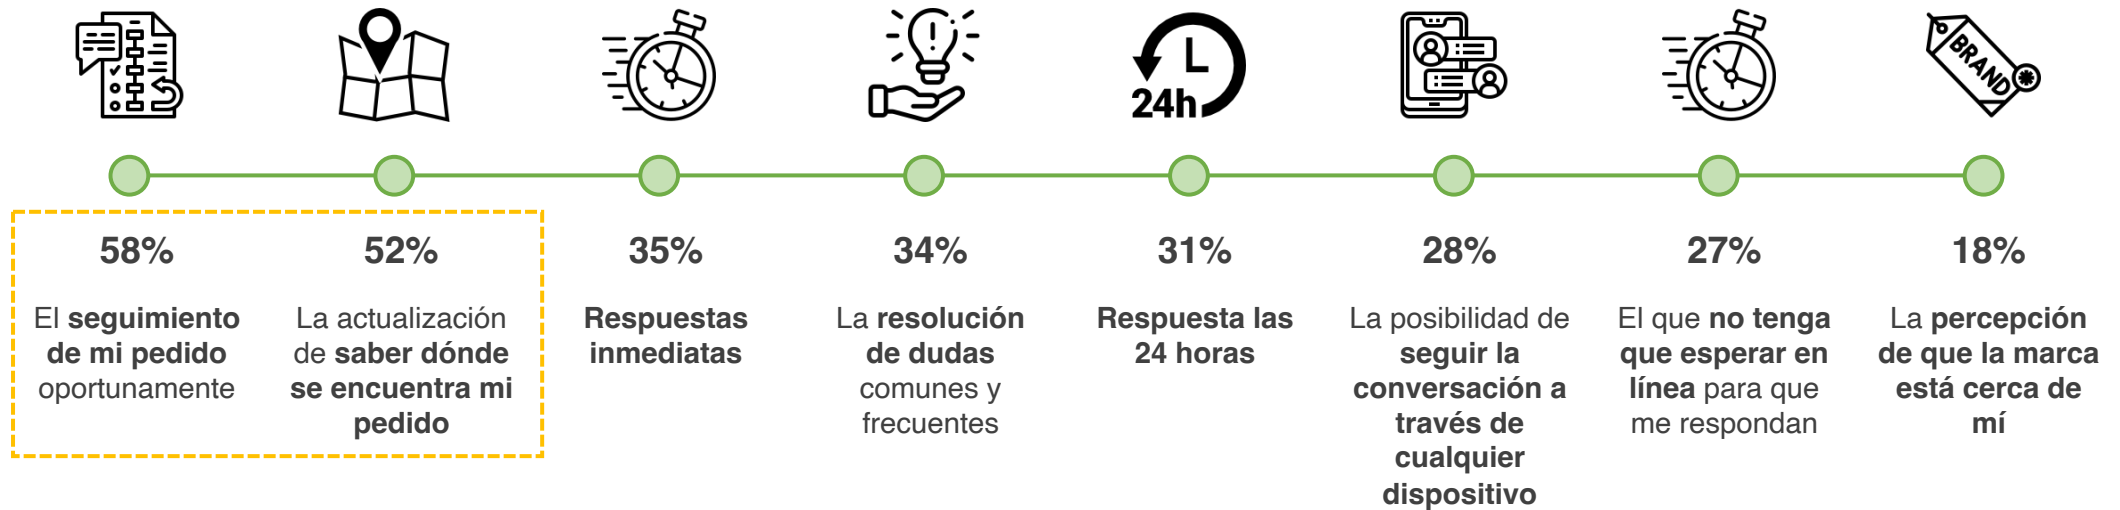 L
24h
BRAND
58%
El seguimiento
de mi pedido
oportunamente
52%
La actualización
de saber dónde
se encuentra mi
pedido
35%
Respuestas
inmediatas
34%
La resolución
de dudas
comunes y
frecuentes
31%
Respuesta las
24 horas
28%
La posibilidad de
seguir la
conversación a
través de
cualquier
dispositivo
27%
El que no tenga
que esperar en
línea para que
me respondan
18%
La percepción
de que la marca
está cerca de
mí